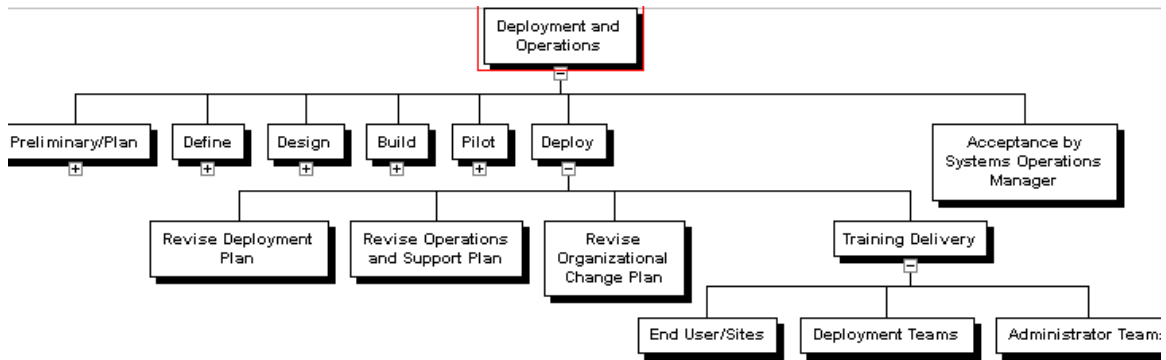 Deployment and
Operations
Preliminary/Plan
Define
Design
Build
Pilot
Deploy
Acceptance by
Systems Operations
Manager
Revise Deployment
Plan
Revise Operations
and Support Plan
Revise
Organizational
Change Plan
Training Delivery
End User/Sites
Deployment Teams
Administrator Teams